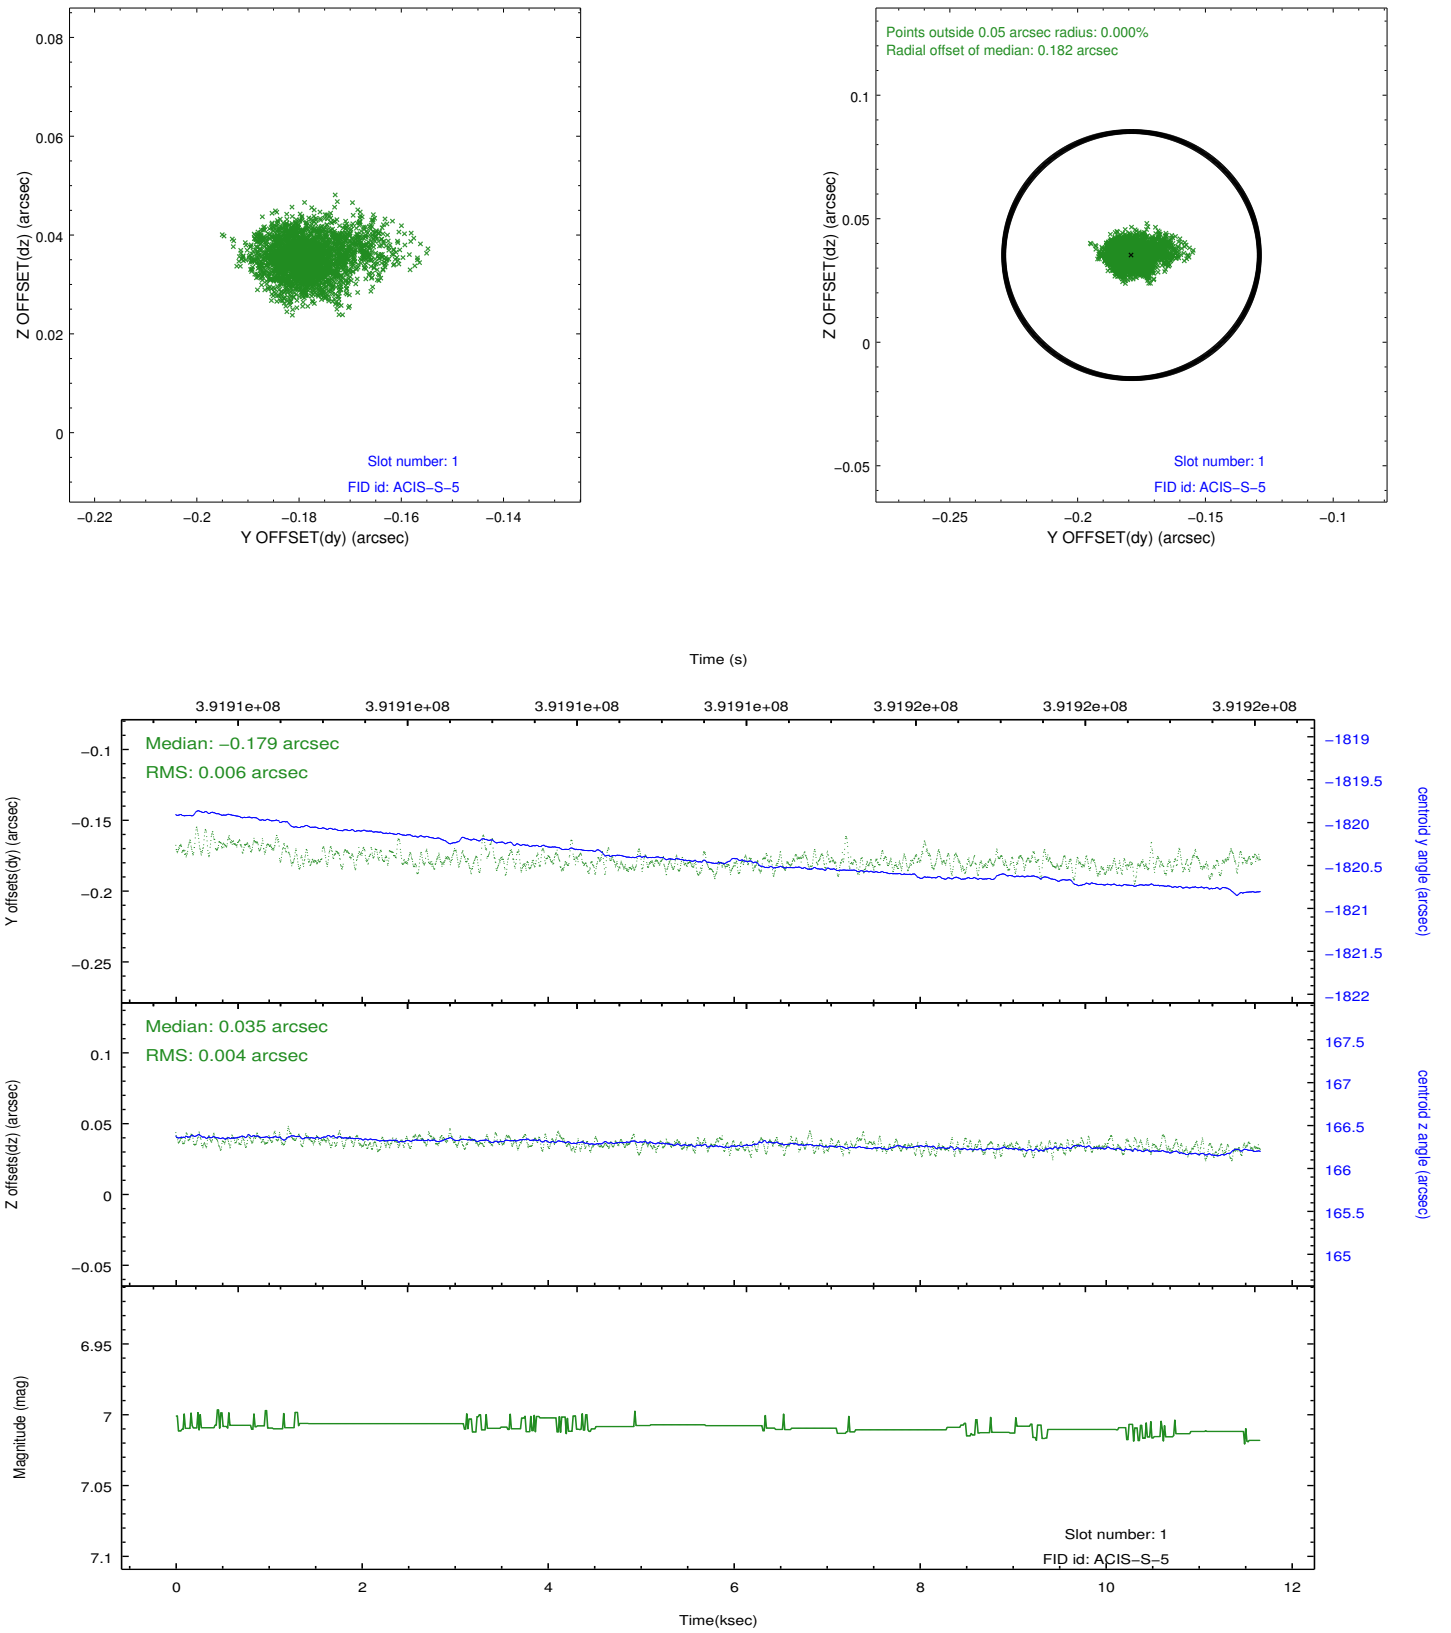 0.08
0.06
0.04
0.02
0
Z OFFSET(dz) (arcsec)
Slot number: 1
FID id: ACIS−S−5
−0.22 −0.2 −0.18 −0.16 −0.14
Y OFFSET(dy) (arcsec)
Points outside 0.05 arcsec radius: 0.000%
Radial offset of median: 0.182 arcsec
0.1
0.05
0
−0.05
Z OFFSET(dz) (arcsec)
Slot number: 1
FID id: ACIS−S−5
−0.25 −0.2 −0.15 −0.1
Y OFFSET(dy) (arcsec)
Time (s)
3.9191e+08 3.9191e+08 3.9191e+08 3.9191e+08 3.9192e+08 3.9192e+08 3.9192e+08
Median: −0.179 arcsec
RMS: 0.006 arcsec
−0.1
−0.15
−0.2
−0.25
Y offsets(dy) (arcsec)
−1819
−1819.5
−1820
−1820.5
−1821
−1821.5
−1822
centroid y angle (arcsec)
Median: 0.035 arcsec
RMS: 0.004 arcsec
0.1
0.05
0
−0.05
Z offsets(dz) (arcsec)
167.5
167
166.5
166
165.5
165
centroid z angle (arcsec)
6.95
7
7.05
7.1
Magnitude (mag)
Slot number: 1
FID id: ACIS−S−5
0 2 4 6 8 10 12
Time(ksec)